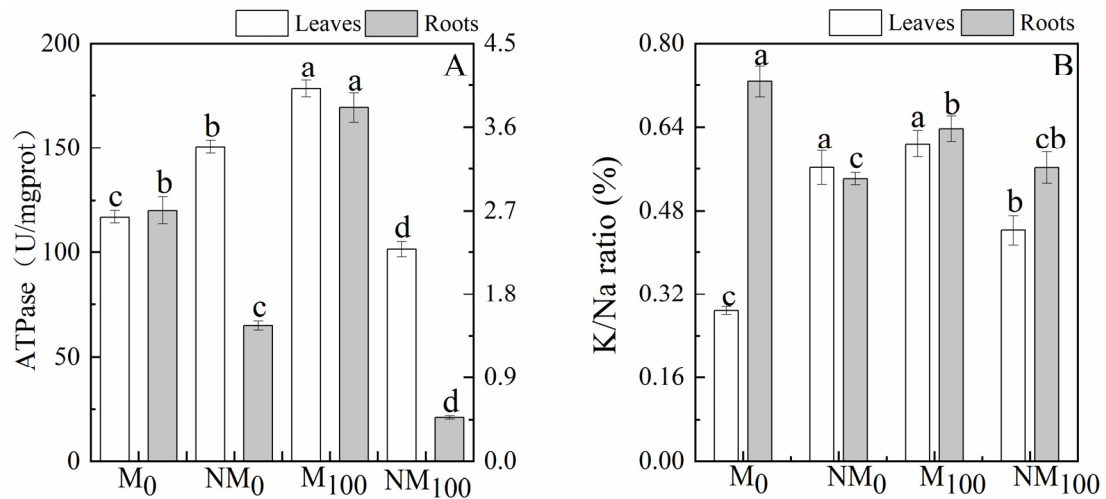 Leaves Roots
A
ATPase (U/mgprot)
200
150
100
50
0
4.5
3.6
2.7
1.8
0.9
0.0
c b b c a a d d
M0 NM0 M100 NM100
Leaves Roots
B
K/Na ratio (%)
0.80
0.64
0.48
0.32
0.16
0.00
c a a c a b b cb
M0 NM0 M100 NM100